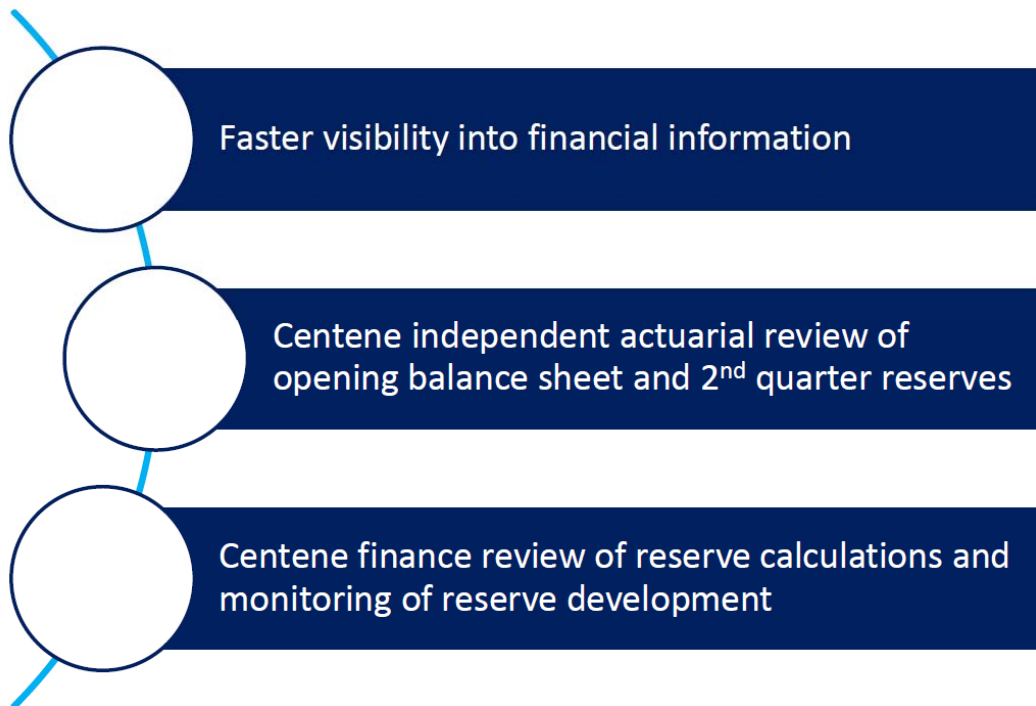 Faster visibility into financial information
Centene independent actuarial review of
opening balance sheet and 2nd quarter reserves
Centene finance review of reserve calculations and
monitoring of reserve development